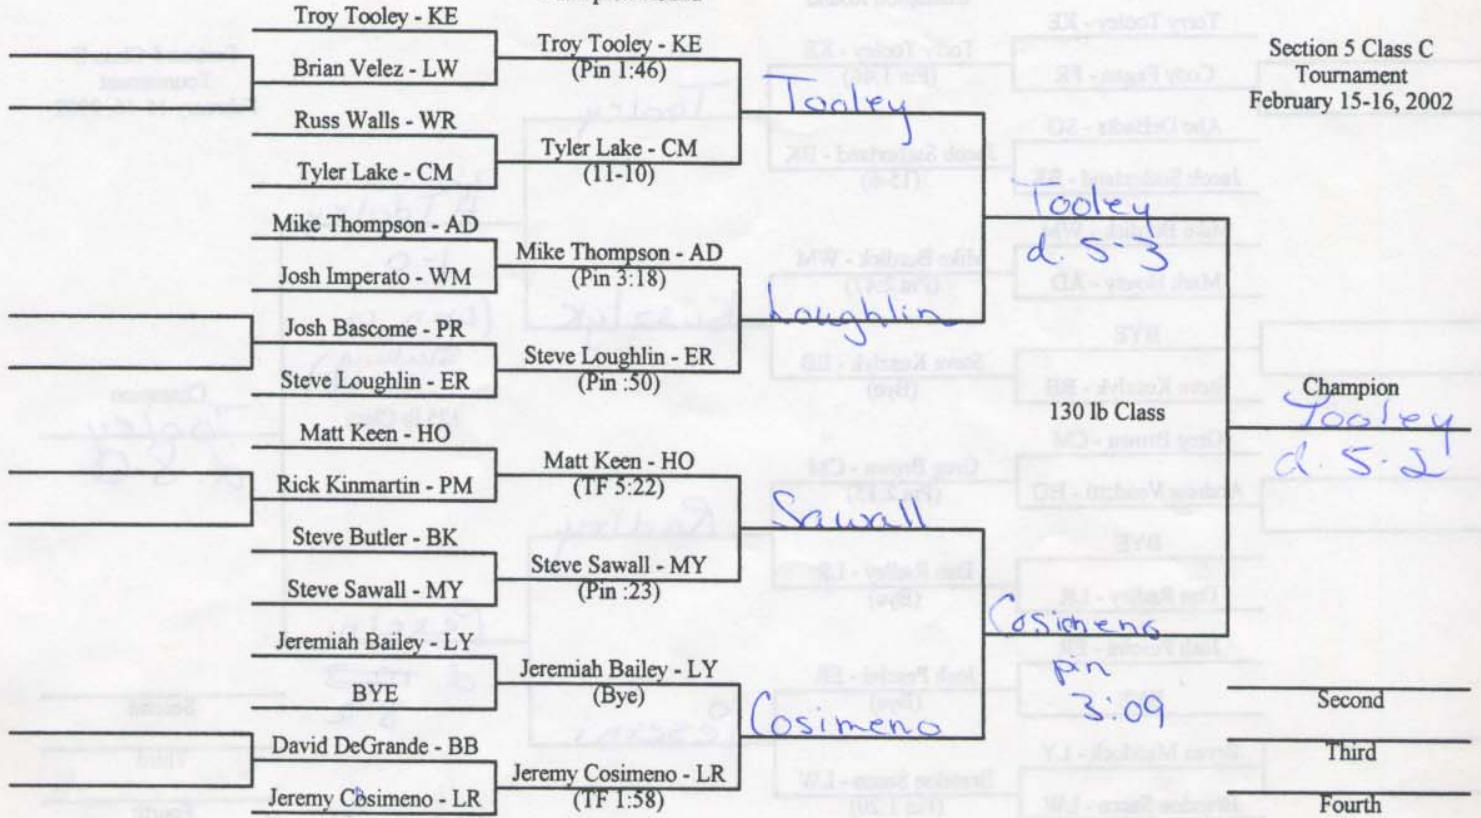 Troy Tooley - KE
Brian Velez - LW
Russ Walls - WR
Tyler Lake - CM
Mike Thompson - AD
Josh Imperato - WM
Josh Bascome - PR
Steve Loughlin - ER
Matt Keen - HO
Rick Kinmartin - PM
Steve Butler - BK
Steve Sawall - MY
Jeremiah Bailey - LY
BYE
David DeGrande - BB
Jeremy Cosimeno - LR
Troy Tooley - KE
(Pin 1:46)
Tyler Lake - CM
(11-10)
Mike Thompson - AD
(Pin 3:18)
Steve Loughlin - ER
(Pin :50)
Matt Keen - HO
(TF 5:22)
Steve Sawall - MY
(Pin :23)
Jeremiah Bailey - LY
(Bye)
Jeremy Cosimeno - LR
(TF 1:58)
Tooley
Loughlin
Sawall
Cosimeno
Tooley
d. 5-3
130 lb Class
Cosimeno
pin
3:09
Section 5 Class C
Tournament
February 15-16, 2002
Champion
Tooley
d. 5-2
Second
Third
Fourth